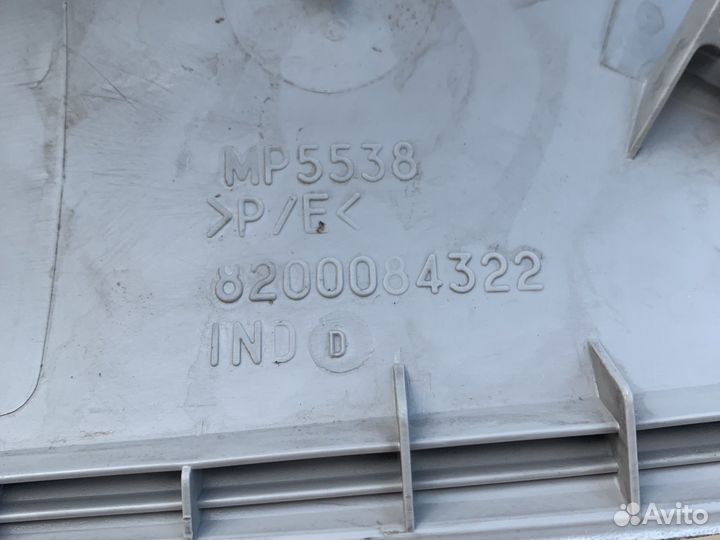 MP5538
>P/E<
8200084322
IND D
Avito